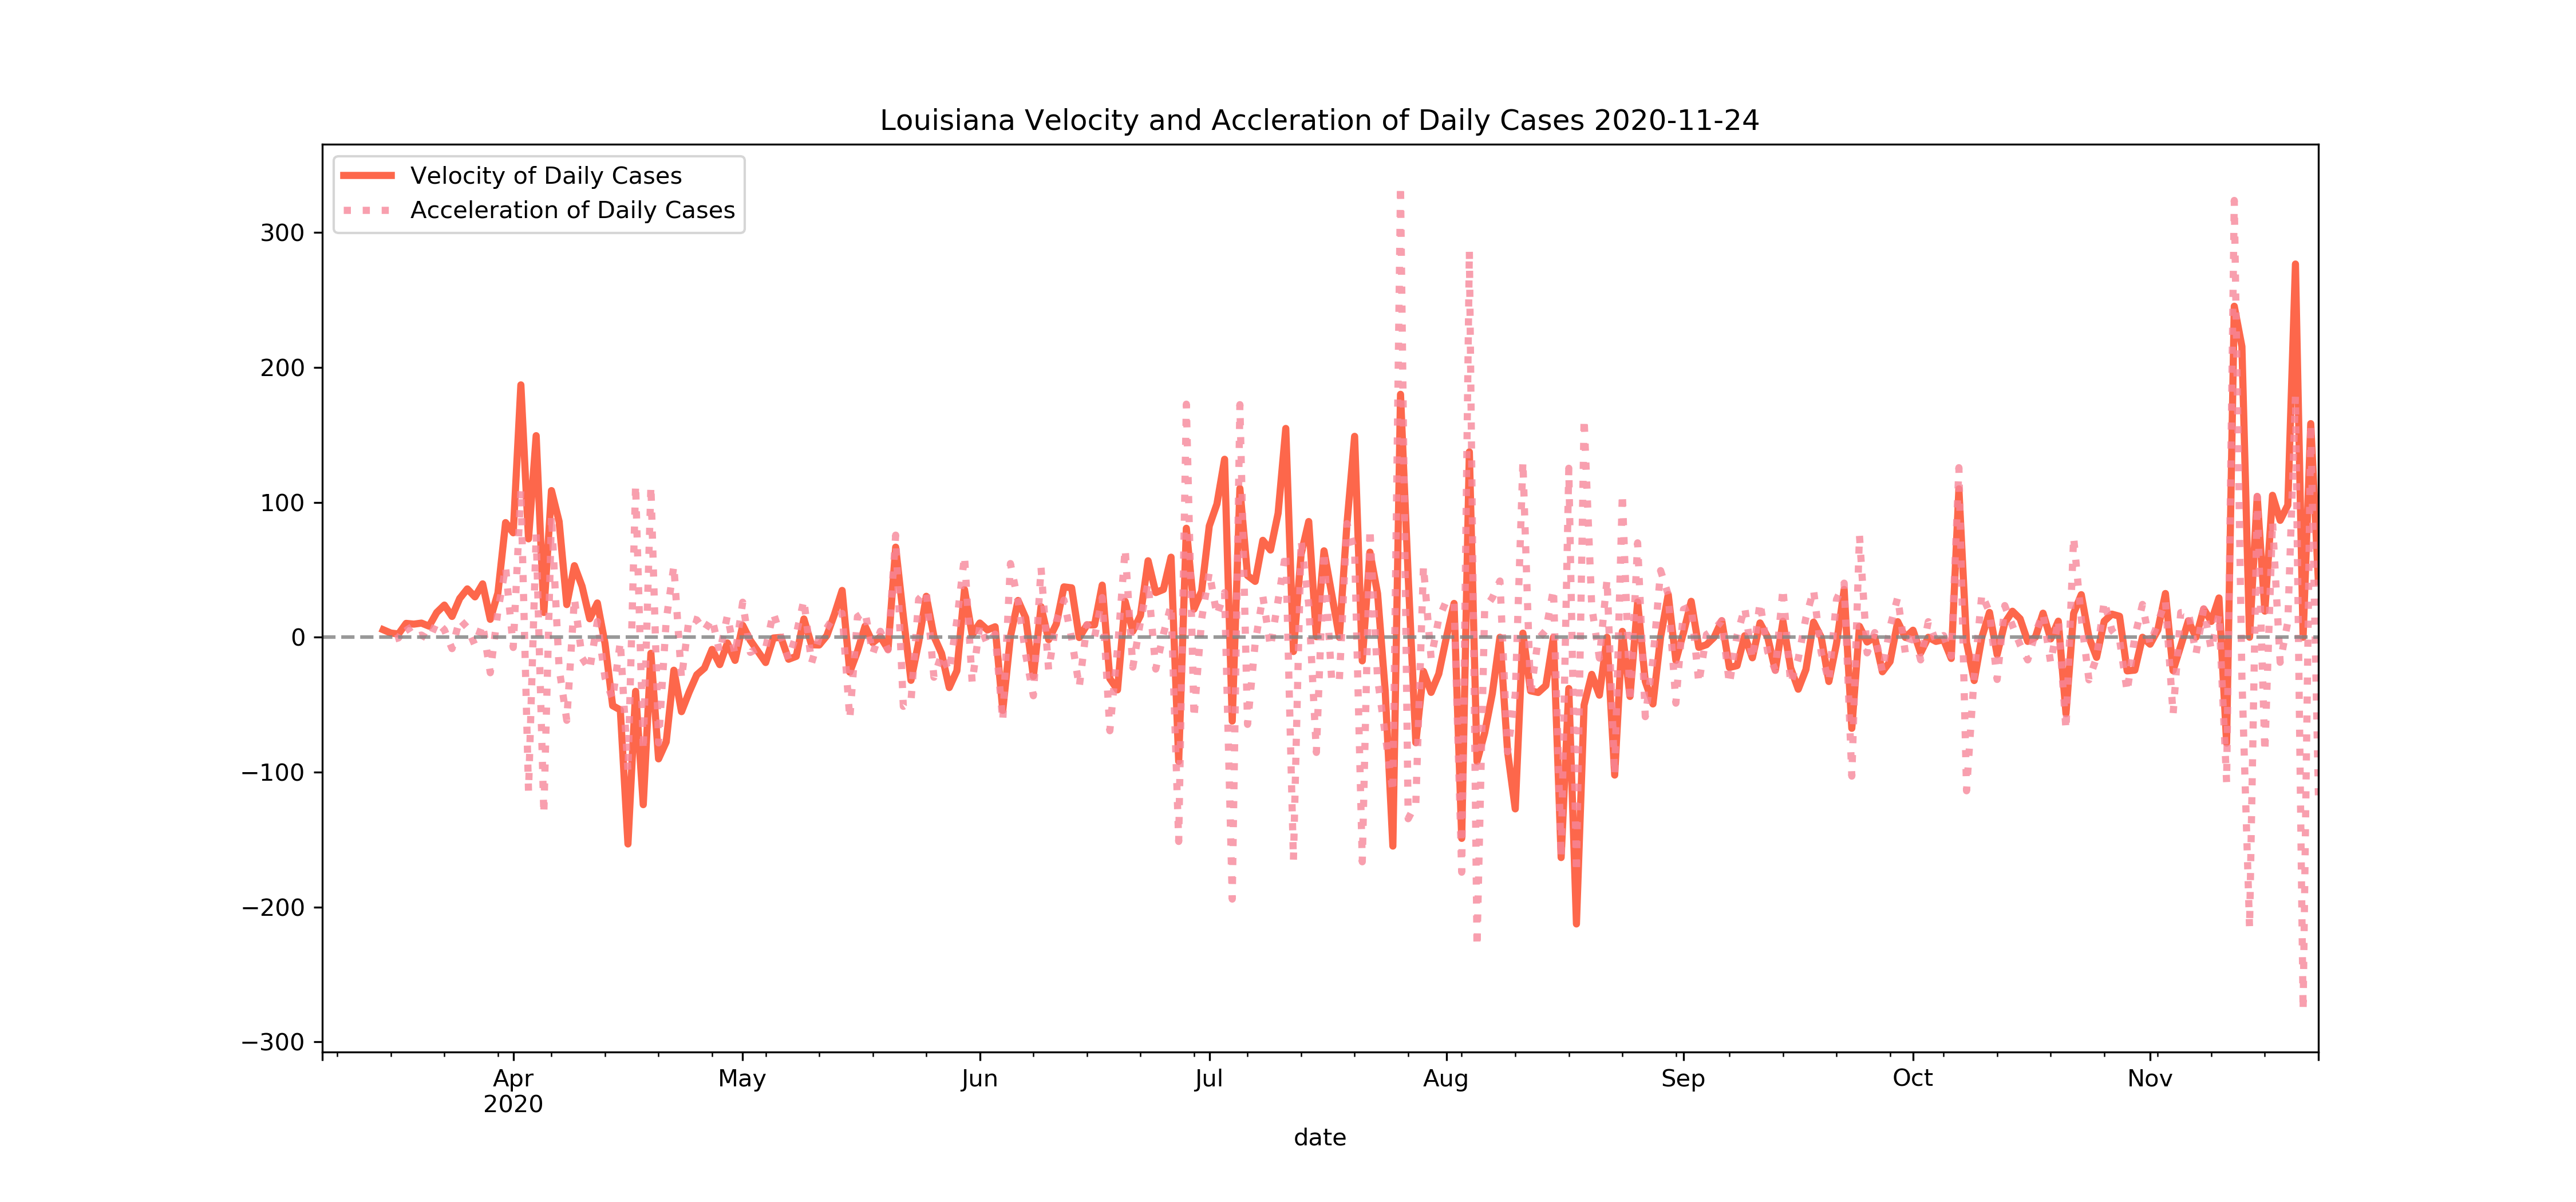 Louisiana Velocity and Accleration of Daily Cases 2020-11-24
Velocity of Daily Cases
Acceleration of Daily Cases
300
200
100
0
−100
−200
−300
Apr May Jun Jul Aug Sep Oct Nov
2020
date